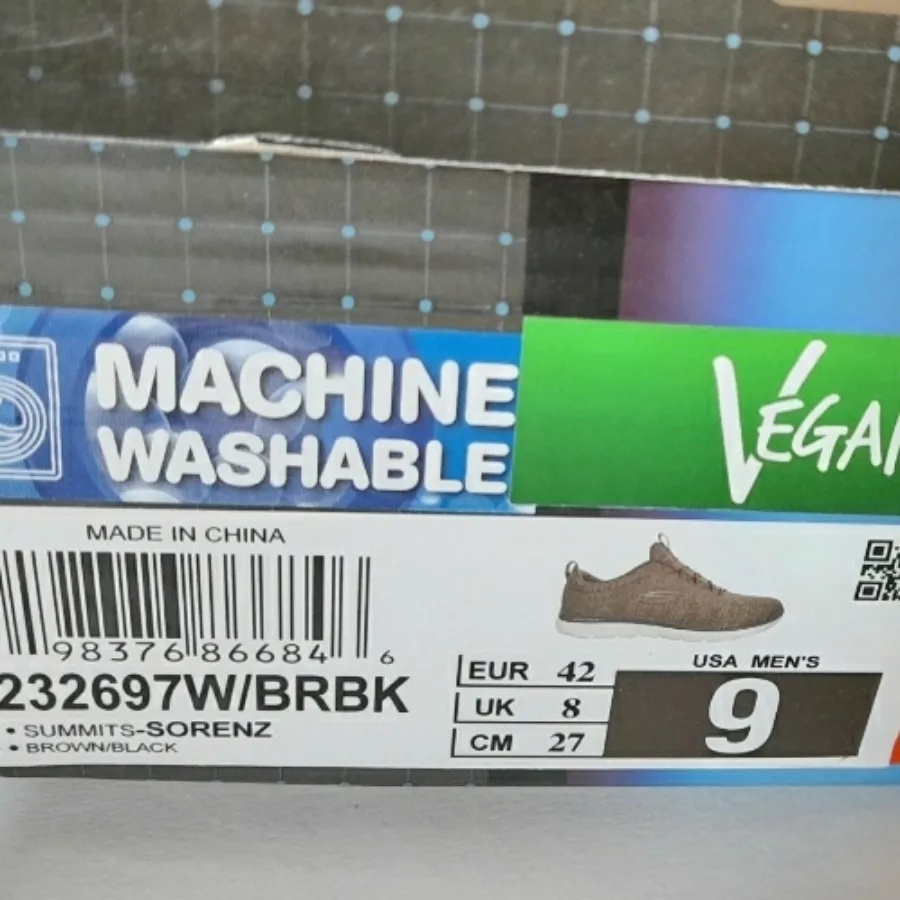 MACHINE
WASHABLE
VÉGAN
MADE IN CHINA
98376 86684 6
232697W/BRBK
• SUMMITS-SORENZ
• BROWN/BLACK
EUR 42
UK 8
CM 27
USA MEN'S
9